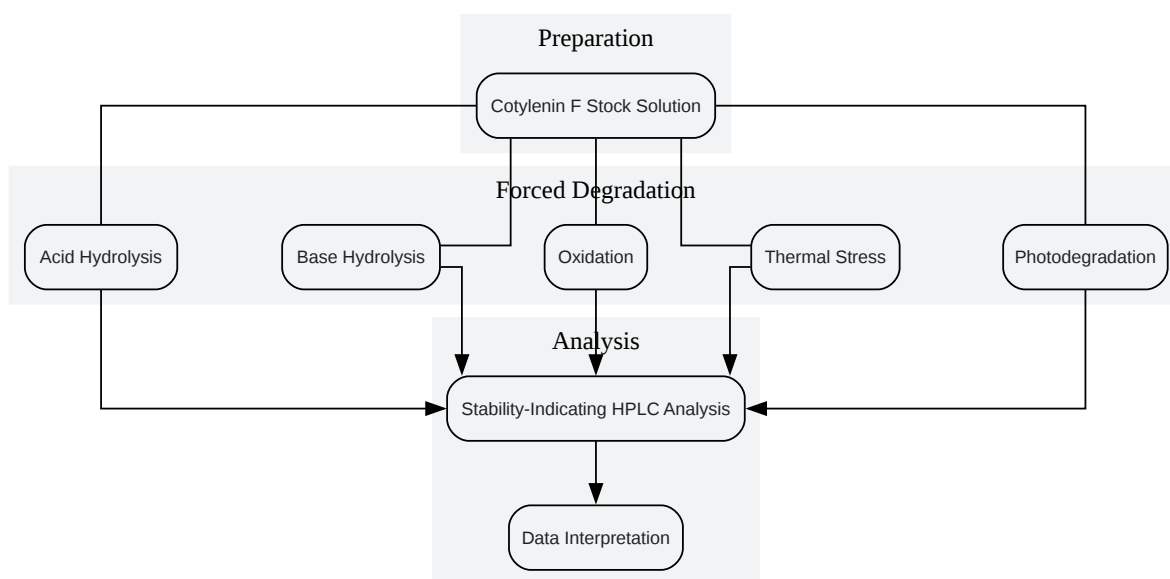 Preparation
Cotylenin F Stock Solution
Forced Degradation
Acid Hydrolysis
Base Hydrolysis
Oxidation
Thermal Stress
Photodegradation
Analysis
Stability-Indicating HPLC Analysis
Data Interpretation